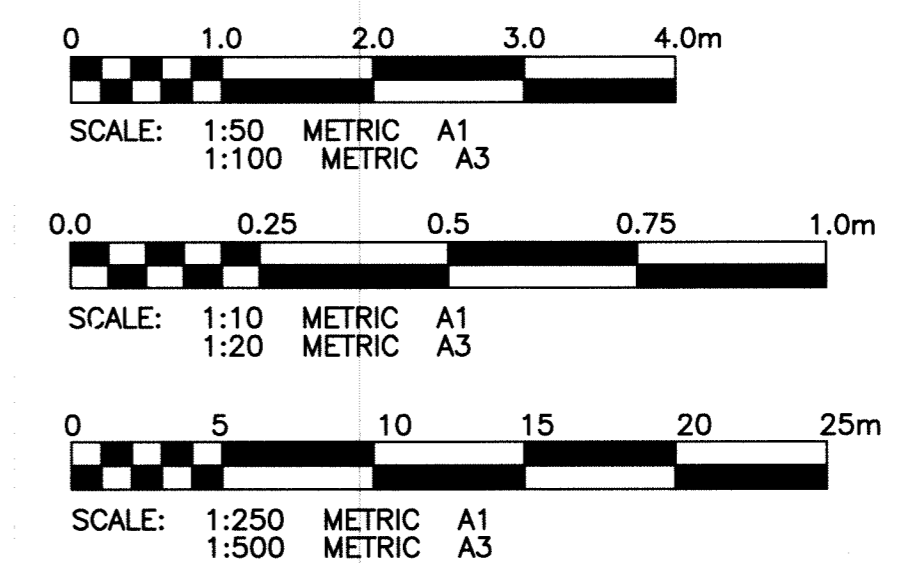 0 1.0 2.0 3.0 4.0m
SCALE: 1:50 METRIC A1
1:100 METRIC A3
0.0 0.25 0.5 0.75 1.0m
SCALE: 1:10 METRIC A1
1:20 METRIC A3
0 5 10 15 20 25m
SCALE: 1:250 METRIC A1
1:500 METRIC A3